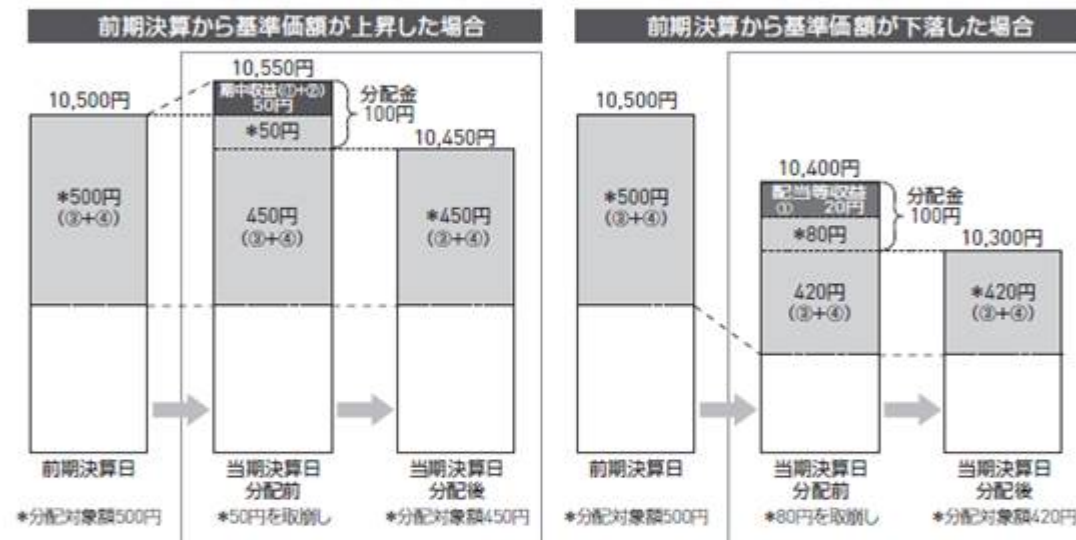 前期決算から基準価額が上昇した場合
10,500円
10,550円
期中収益(①+②)
50円
*50円
分配金
100円
10,450円
*500円
(③+④)
450円
(③+④)
*450円
(③+④)
前期決算日
当期決算日
分配前
当期決算日
分配後
*分配対象額500円
*50円を取崩し
*分配対象額450円
前期決算から基準価額が下落した場合
10,500円
10,400円
配当等収益
① 20円
*80円
分配金
100円
10,300円
*500円
(③+④)
420円
(③+④)
*420円
(③+④)
前期決算日
当期決算日
分配前
当期決算日
分配後
*分配対象額500円
*80円を取崩し
*分配対象額420円